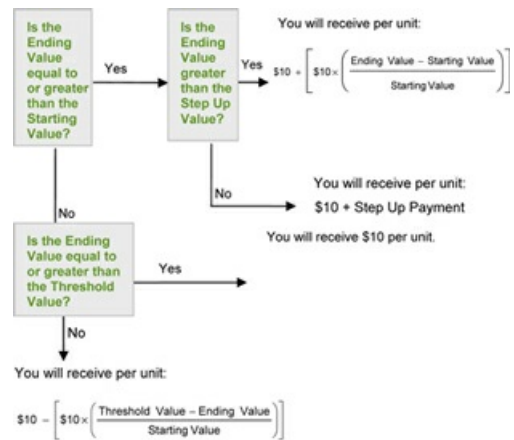 Is the
Ending
Value
equal to
or greater
than the
Starting
Value?
Yes
Is the
Ending
Value
greater
than the
Step Up
Value?
Yes
You will receive per unit:
$10 + [ $10× ( Ending Value – Starting Value
Starting Value ) ]
No
You will receive per unit:
$10 + Step Up Payment
You will receive $10 per unit.
No
Is the Ending
Value equal to
or greater than
the Threshold
Value?
Yes
No
You will receive per unit:
$10 – [ $10× ( Threshold Value – Ending Value
Starting Value ) ]